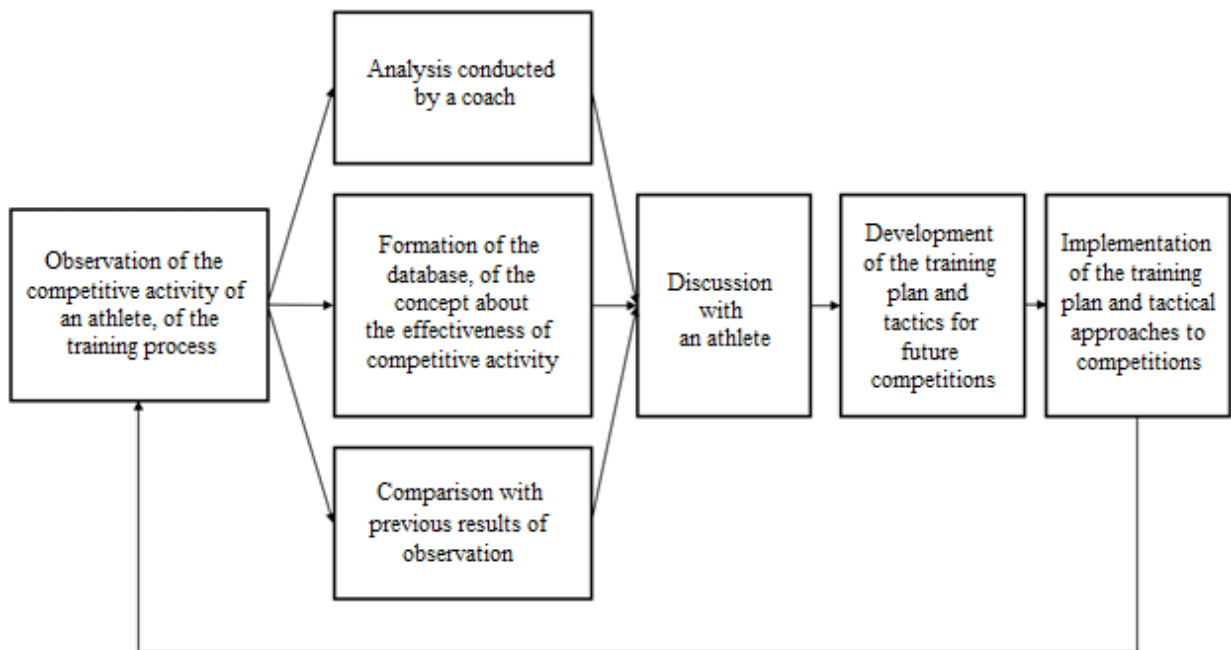 Analysis conducted
by a coach
Observation of the
competitive activity of
an athlete, of the
training process
Formation of the
database, of the
concept about
the effectiveness of
competitive activity
Comparison with
previous results of
observation
Discussion
with
an athlete
Development
of the training
plan and
tactics for
future
competitions
Implementation
of the training
plan and tactical
approaches to
competitions